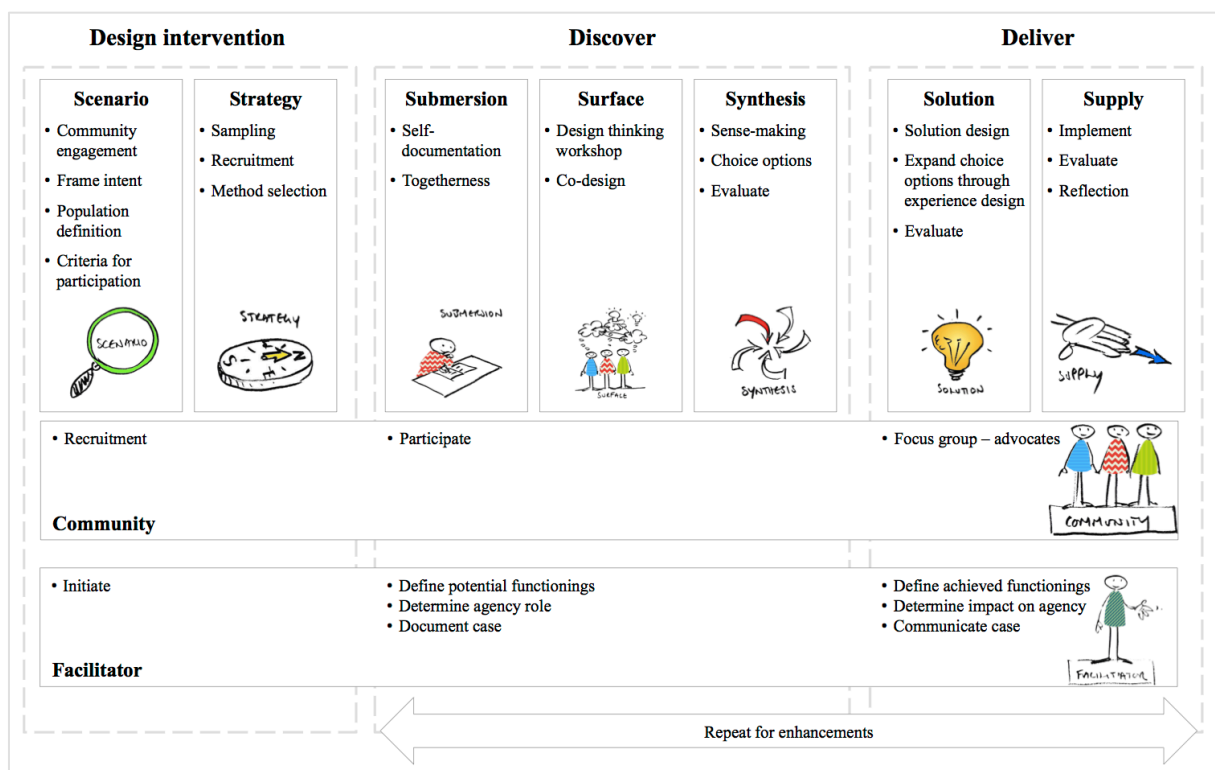 Design intervention
Discover
Deliver
Scenario
• Community
engagement
• Frame intent
• Population
definition
• Criteria for
participation
SCENARIO
Strategy
• Sampling
• Recruitment
• Method selection
STRATEGY
N
E
S
Submersion
• Self-
documentation
• Togetherness
SUBMERSION
Surface
• Design thinking
workshop
• Co-design
SURFACE
Synthesis
• Sense-making
• Choice options
• Evaluate
SYNTHESIS
Solution
• Solution design
• Expand choice
options through
experience design
• Evaluate
SOLUTION
Supply
• Implement
• Evaluate
• Reflection
SUPPLY
• Recruitment
• Participate
• Focus group – advocates
Community
COMMUNITY
• Initiate
• Define potential functionings
• Determine agency role
• Document case
• Define achieved functionings
• Determine impact on agency
• Communicate case
Facilitator
Repeat for enhancements